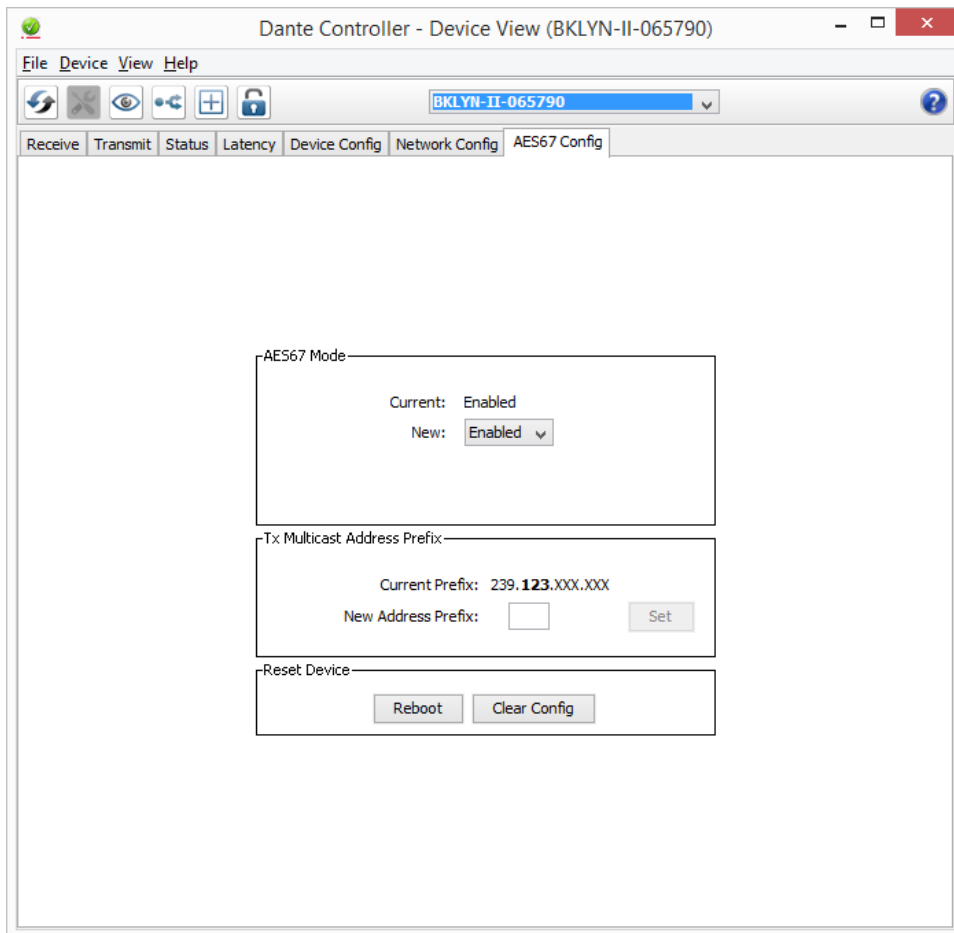 Dante Controller - Device View (BKLYN-II-065790)
File Device View Help
BKLYN-II-065790
?
Receive Transmit Status Latency Device Config Network Config AES67 Config
AES67 Mode
Current: Enabled
New: Enabled
Tx Multicast Address Prefix
Current Prefix: 239.123.XXX.XXX
New Address Prefix: Set
Reset Device
Reboot Clear Config